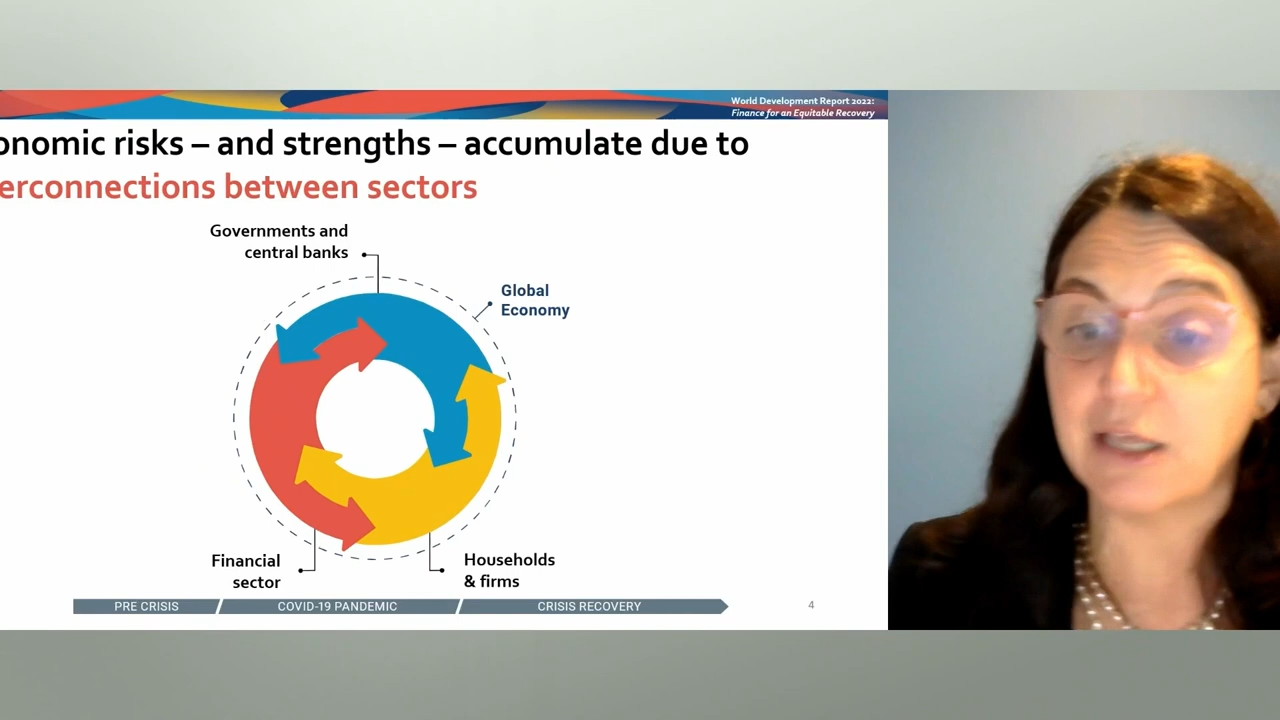 World Development Report 2022:
Finance for an Equitable Recovery
onomic risks – and strengths – accumulate due to
erconnections between sectors
Governments and
central banks
Global
Economy
Financial
sector
Households
& firms
PRE CRISIS COVID-19 PANDEMIC CRISIS RECOVERY
4